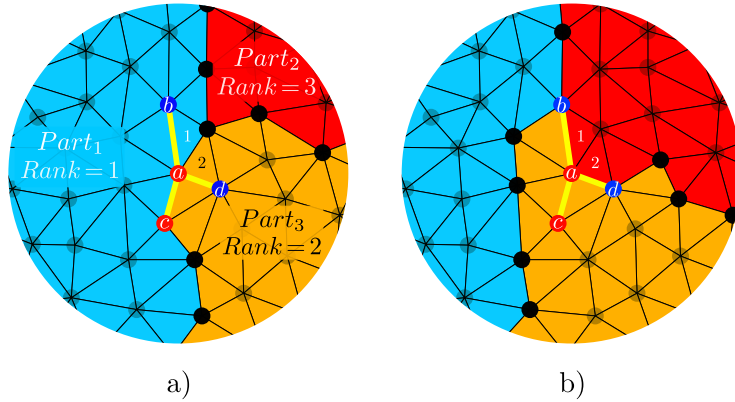 Part₂
Rank = 3
b
1
Part₁
Rank = 1
2
a
d
c
Part₃
Rank = 2
b
1
2
a
d
c
a)
b)